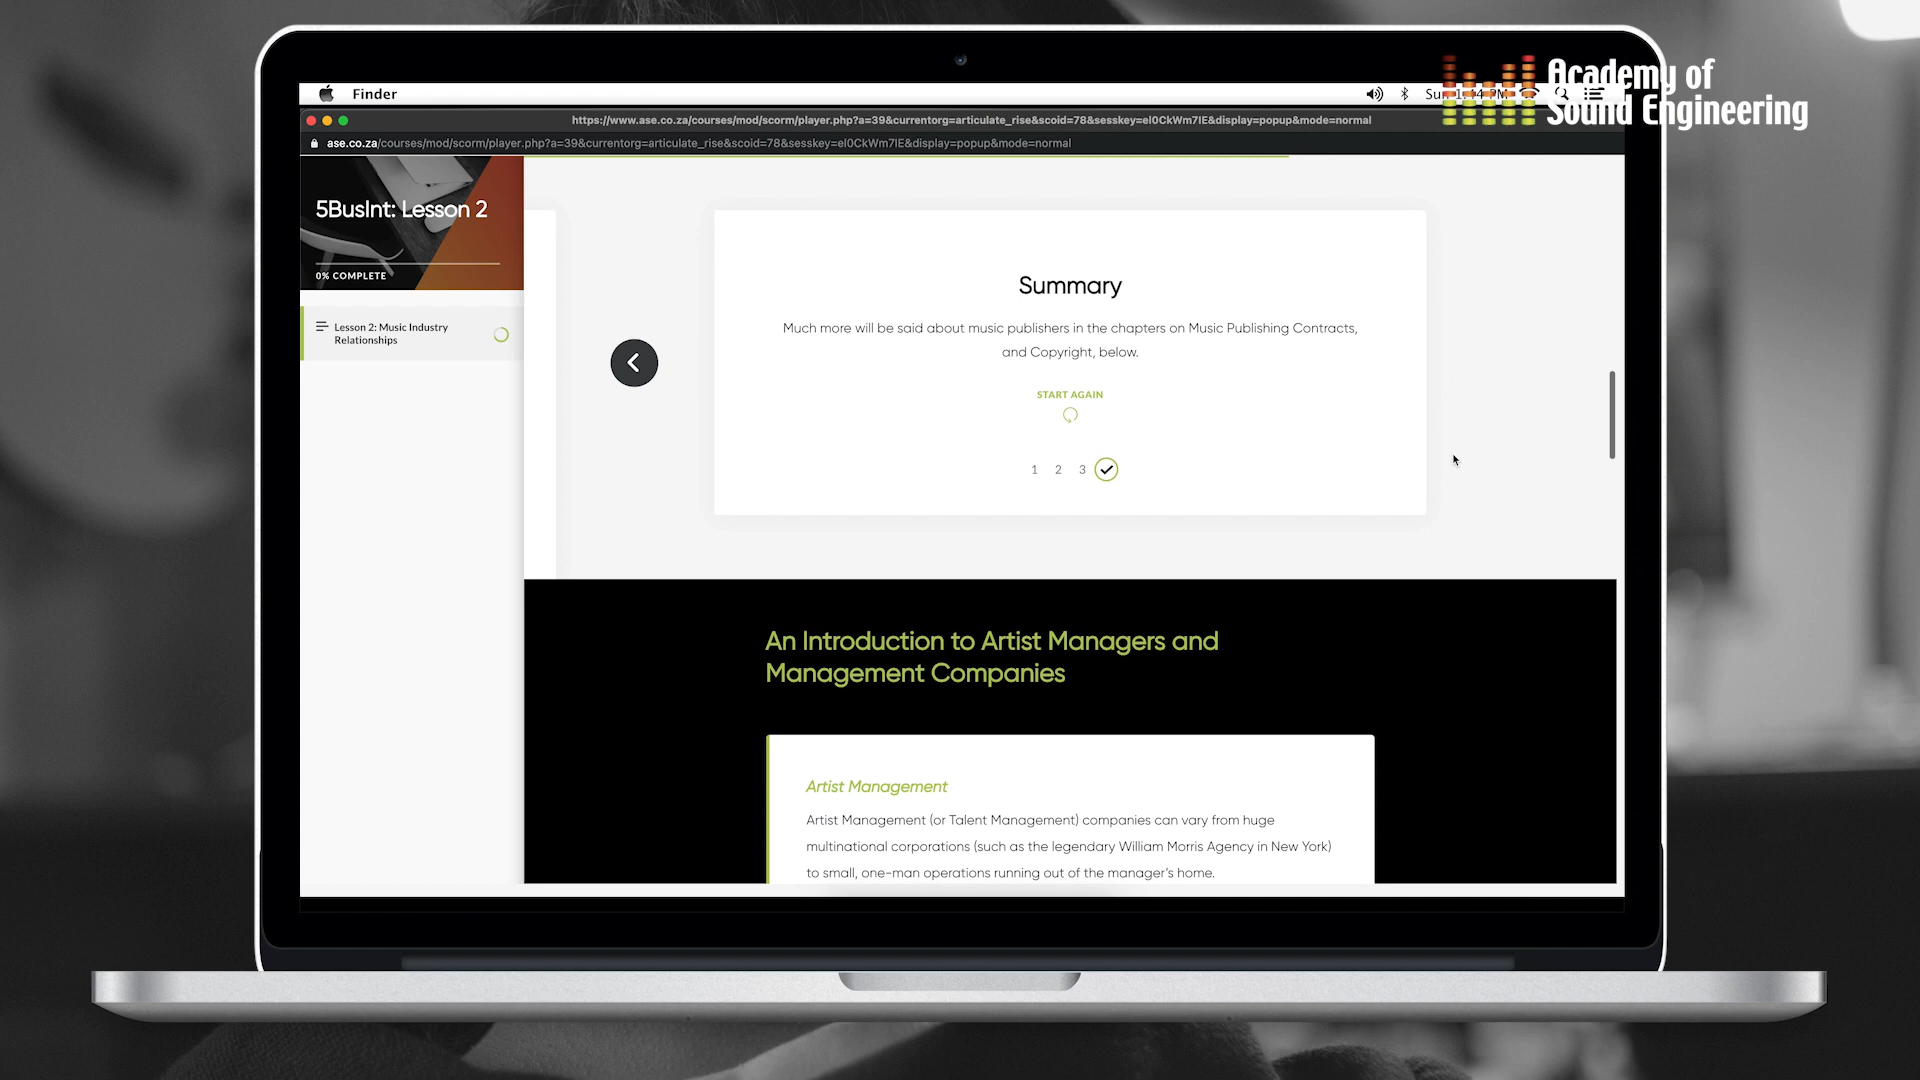 Finder
Academy of
Sound Engineering
https://www.ase.co.za/courses/mod/scorm/player.php?a=39&currentorg=articulate_rise&scoid=78&sesskey=el0CkWm7IE&display=popup&mode=normal
ase.co.za/courses/mod/scorm/player.php?a=39&currentorg=articulate_rise&scoid=78&sesskey=el0CkWm7IE&display=popup&mode=normal
5BusInt: Lesson 2
0% COMPLETE
Lesson 2: Music Industry
Relationships
Summary
Much more will be said about music publishers in the chapters on Music Publishing Contracts,
and Copyright, below.
START AGAIN
1 2 3
An Introduction to Artist Managers and
Management Companies
Artist Management
Artist Management (or Talent Management) companies can vary from huge
multinational corporations (such as the legendary William Morris Agency in New York)
to small, one-man operations running out of the manager's home.